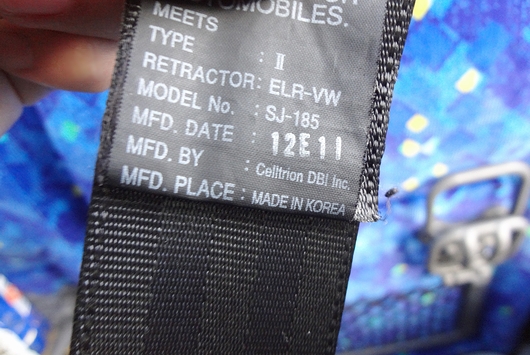 AUTOMOBILES.
MEETS
TYPE : II
RETRACTOR: ELR-VW
MODEL No. : SJ-185
MFD. DATE : 12E11
MFD. BY : Celltrion DBI Inc.
MFD. PLACE : MADE IN KOREA